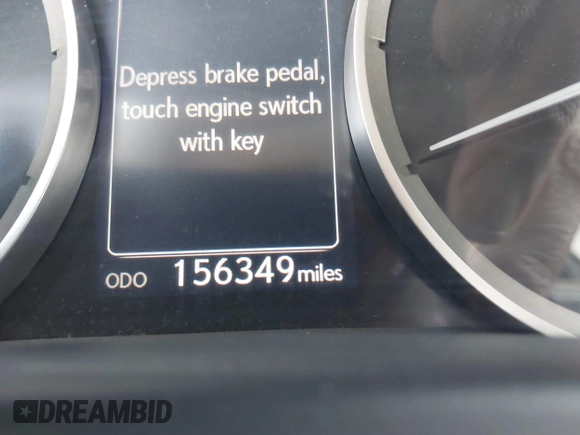 Depress brake pedal,
touch engine switch
with key
ODO 156349 miles
DREAMBID